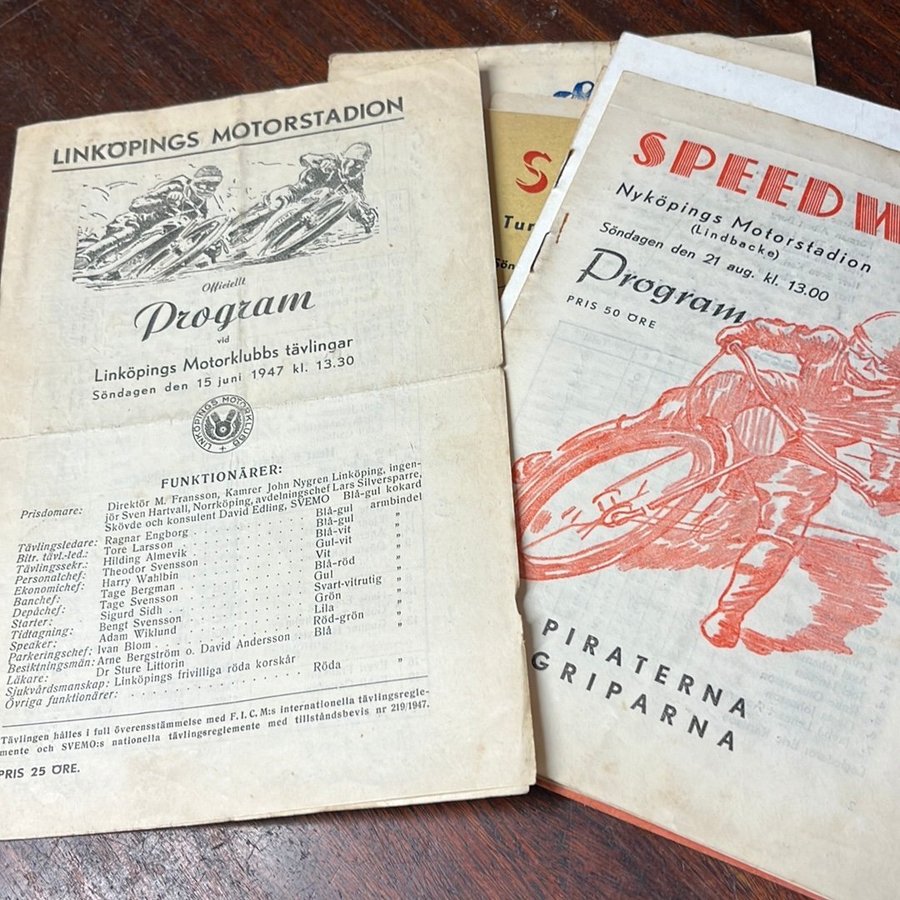 LINKÖPINGS MOTORSTADION
Officiellt
Program
vid
Linköpings Motorklubbs tävlingar
Söndagen den 15 juni 1947 kl. 13.30
LINKÖPINGS MOTORKLUBB
FUNKTIONÄRER:
Prisdomare: Direktör M. Fransson, Kamrer John Nygren Linköping, ingen-
jör Sven Hartvall, Norrköping, avdelningschef Lars Silversparre,
Skövde och konsulent David Edling, SVEMO Blå-gul kokard
Tävlingsledare: Ragnar Engborg Blå-gul armbindel
Bitr. tävl.-led.: Tore Larsson Blå-gul "
Tävlingssekr.: Hilding Almevik Blå-vit "
Personalchef: Theodor Svensson Gul-vit "
Ekonomichef: Harry Wahlbin Vit "
Banchef: Tage Bergman Blå-röd "
Depåchef: Tage Svensson Gul "
Starter: Sigurd Sidh Svart-vitrutig "
Tidtagning: Bengt Svensson Grön "
Speaker: Adam Wiklund Lila "
Parkeringschef: Ivan Blom Röd-grön "
Besiktningsmän: Arne Bergström o. David Andersson Blå "
Läkare: Dr Sture Littorin
Sjukvårdsmanskap: Linköpings frivilliga röda korskår
Övriga funktionärer: Röda "
Tävlingen hålles i full överensstämmelse med F.I.C.M:s internationella tävlingsregle-
mente och SVEMO:s nationella tävlingsreglemente med tillståndsbevis nr 219/1947.
PRIS 25 ÖRE.
S
Tur
Sön
SPEEDW
Nyköpings Motorstadion
(Lindbacke)
Söndagen den 21 aug. kl. 13.00
Program
PRIS 50 ÖRE
PIRATERNA
GRIPARNA